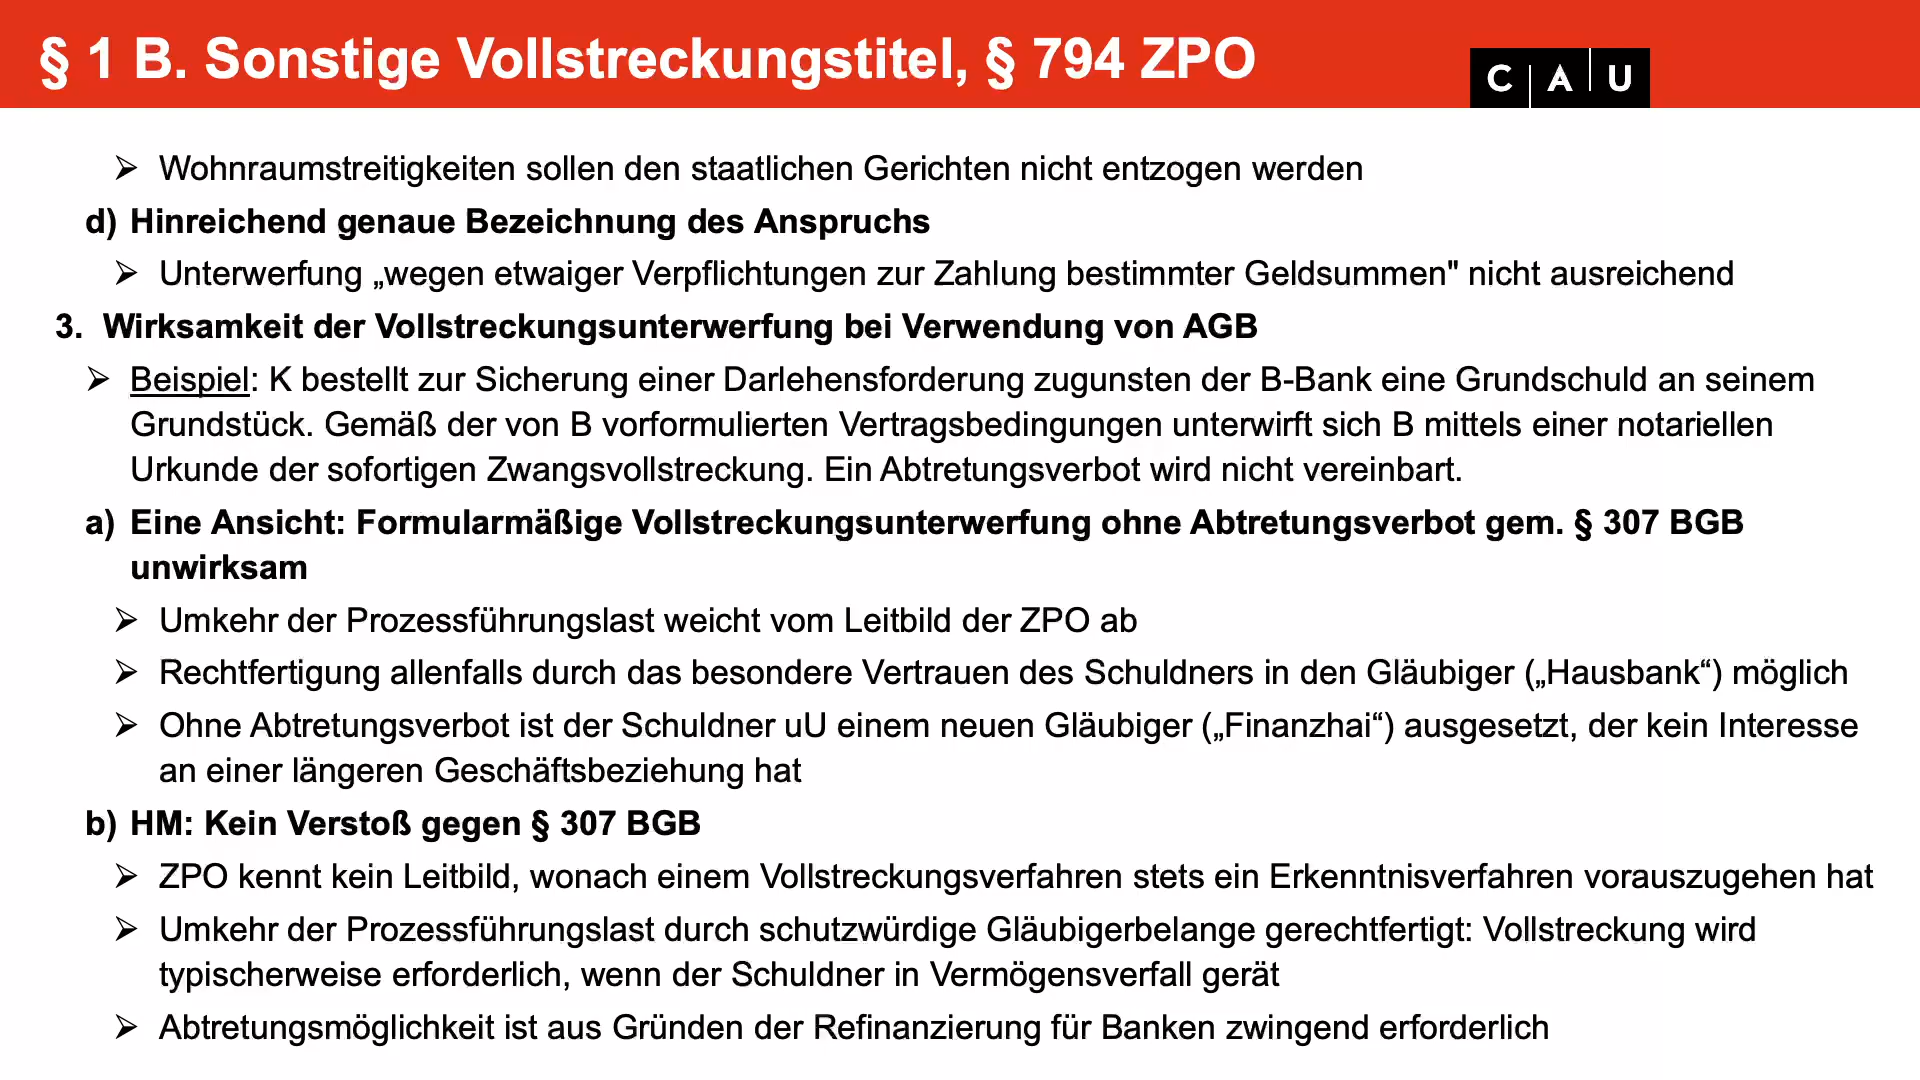 § 1 B. Sonstige Vollstreckungstitel, § 794 ZPO
C A U
➢ Wohnraumstreitigkeiten sollen den staatlichen Gerichten nicht entzogen werden
d) Hinreichend genaue Bezeichnung des Anspruchs
➢ Unterwerfung „wegen etwaiger Verpflichtungen zur Zahlung bestimmter Geldsummen" nicht ausreichend
3. Wirksamkeit der Vollstreckungsunterwerfung bei Verwendung von AGB
➢ Beispiel: K bestellt zur Sicherung einer Darlehensforderung zugunsten der B-Bank eine Grundschuld an seinem
Grundstück. Gemäß der von B vorformulierten Vertragsbedingungen unterwirft sich B mittels einer notariellen
Urkunde der sofortigen Zwangsvollstreckung. Ein Abtretungsverbot wird nicht vereinbart.
a) Eine Ansicht: Formularmäßige Vollstreckungsunterwerfung ohne Abtretungsverbot gem. § 307 BGB
unwirksam
➢ Umkehr der Prozessführungslast weicht vom Leitbild der ZPO ab
➢ Rechtfertigung allenfalls durch das besondere Vertrauen des Schuldners in den Gläubiger („Hausbank“) möglich
➢ Ohne Abtretungsverbot ist der Schuldner uU einem neuen Gläubiger („Finanzhai“) ausgesetzt, der kein Interesse
an einer längeren Geschäftsbeziehung hat
b) HM: Kein Verstoß gegen § 307 BGB
➢ ZPO kennt kein Leitbild, wonach einem Vollstreckungsverfahren stets ein Erkenntnisverfahren vorauszugehen hat
➢ Umkehr der Prozessführungslast durch schutzwürdige Gläubigerbelange gerechtfertigt: Vollstreckung wird
typischerweise erforderlich, wenn der Schuldner in Vermögensverfall gerät
➢ Abtretungsmöglichkeit ist aus Gründen der Refinanzierung für Banken zwingend erforderlich